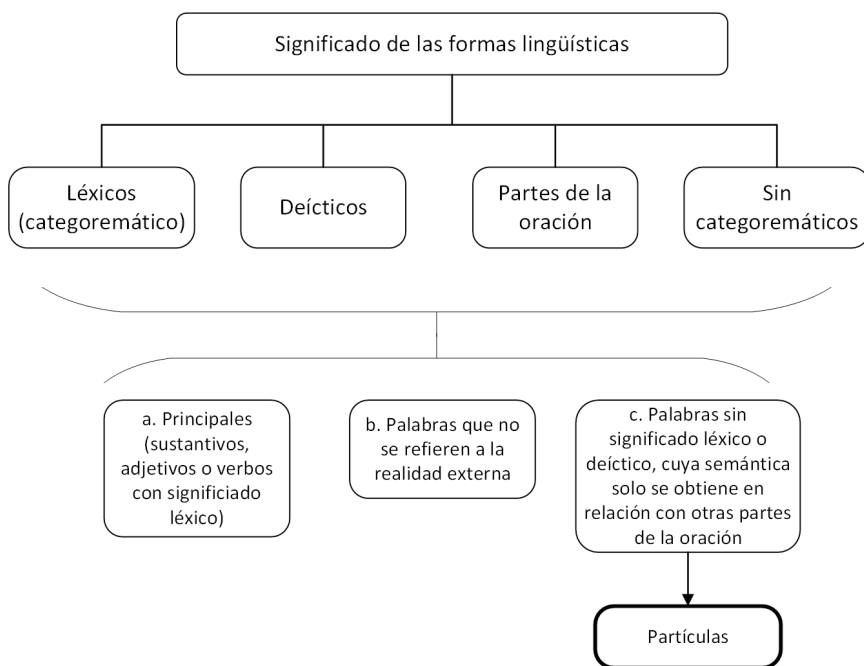 Significado de las formas lingüísticas
Léxicos
(categoremático)
Deícticos
Partes de la
oración
Sin
categoremáticos
a. Principales
(sustantivos,
adjetivos o verbos
con significiado
léxico)
b. Palabras que no
se refieren a la
realidad externa
c. Palabras sin
significado léxico o
deíctico, cuya semántica
solo se obtiene en
relación con otras partes
de la oración
Partículas